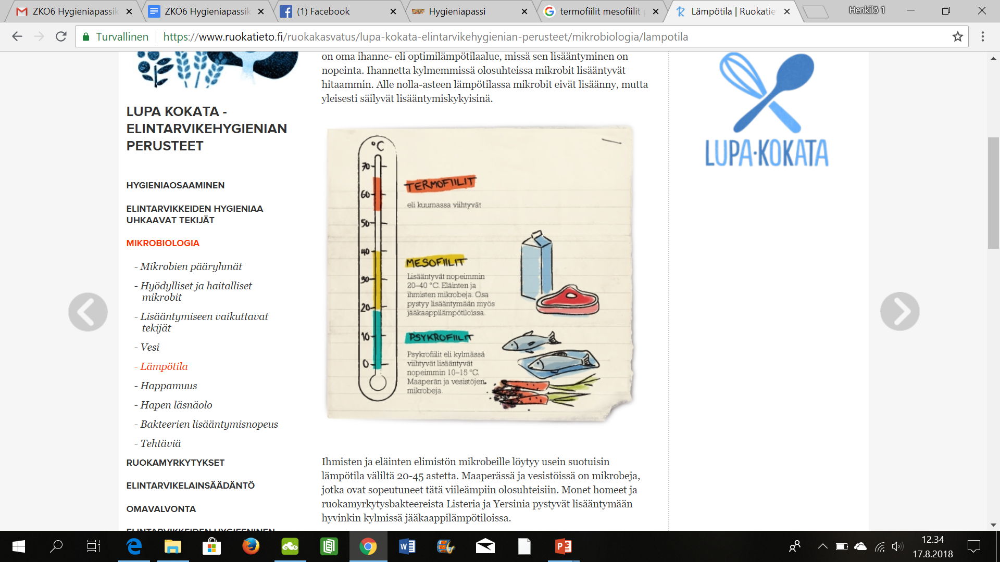 ZKO6 Hygieniapassik
ZKO6 Hygieniapassik
(1) Facebook
Hygieniapassi
termofiilit mesofiilit p
Lämpötila | Ruokatie
Henkilö 1
Turvallinen
https://www.ruokatieto.fi/ruokakasvatus/lupa-kokata-elintarvikehygienian-perusteet/mikrobiologia/lampotila
LUPA KOKATA -
ELINTARVIKEHYGIENIAN
PERUSTEET
HYGIENIAOSAAMINEN
ELINTARVIKKEIDEN HYGIENIAA
UHKAAVAT TEKIJÄT
MIKROBIOLOGIA
- Mikrobien pääryhmät
- Hyödylliset ja haitalliset
mikrobit
- Lisääntymiseen vaikuttavat
tekijät
- Vesi
- Lämpötila
- Happamuus
- Hapen läsnäolo
- Bakteerien lisääntymisnopeus
- Tehtäviä
RUOKAMYRKYTYKSET
ELINTARVIKELAINSÄÄDÄNTÖ
OMAVALVONTA
ELINTARVIKKEIDEN HYGIEENINEN
on oma ihanne- eli optimilämpötilaalue, missä sen lisääntyminen on
nopeinta. Ihannetta kylmemmissä olosuhteissa mikrobit lisääntyvät
hitaammin. Alle nolla-asteen lämpötilassa mikrobit eivät lisäänny, mutta
yleisesti säilyvät lisääntymiskykyisinä.
°C
70
60
50
40
30
20
10
0
TERMOFIILIT
eli kuumassa viihtyvät
MESOFIILIT
Lisääntyvät nopeimmin
20–40 °C. Eläinten ja
ihmisten mikrobeja. Osa
pystyy lisääntymään myös
jääkaappilämpötiloissa.
PSYKROFIILIT
Psykrofiilit eli kylmässä
viihtyvät lisääntyvät
nopeimmin 10–15 °C.
Maaperän ja vesistöjen
mikrobeja.
Ihmisten ja eläinten elimistön mikrobeille löytyy usein suotuisin
lämpötila väliltä 20-45 astetta. Maaperässä ja vesistöissä on mikrobeja,
jotka ovat sopeutuneet tätä viileämpiin olosuhteisiin. Monet homeet ja
ruokamyrkytysbakteereista Listeria ja Yersinia pystyvät lisääntymään
hyvinkin kylmissä jääkaappilämpötiloissa.
LUPA·KOKATA
12.34
17.8.2018